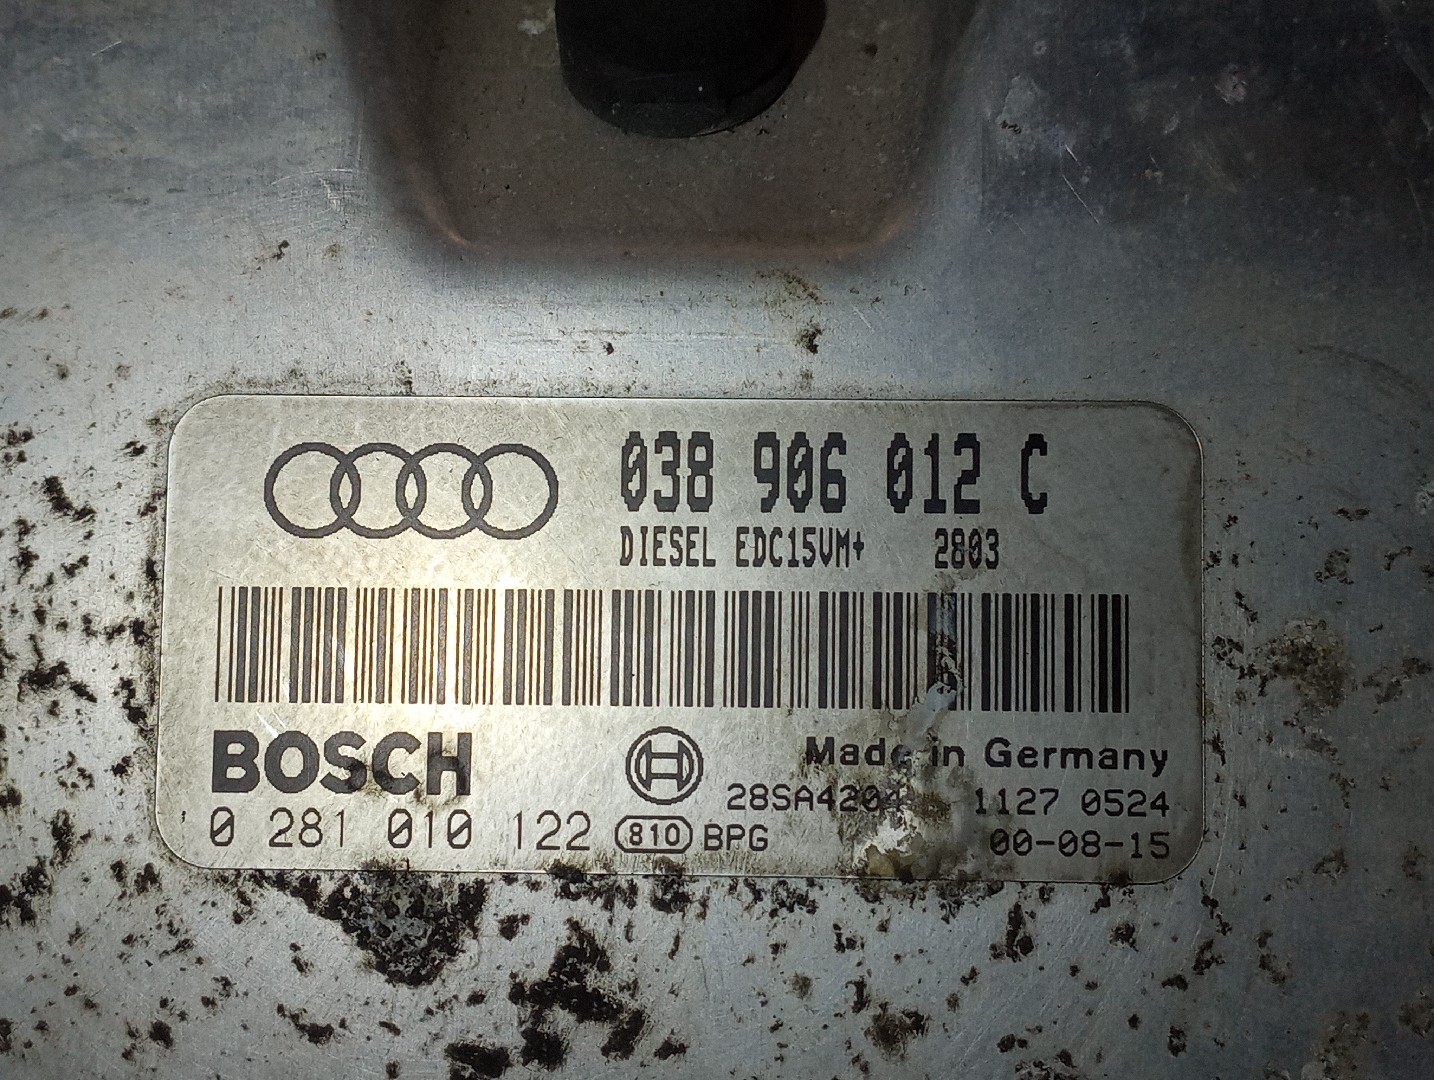 038 906 012 C
DIESEL EDC15VM+ 2803
BOSCH
Made in Germany
28SA4204 1127 0524
0 281 010 122 810 BPG 00-08-15